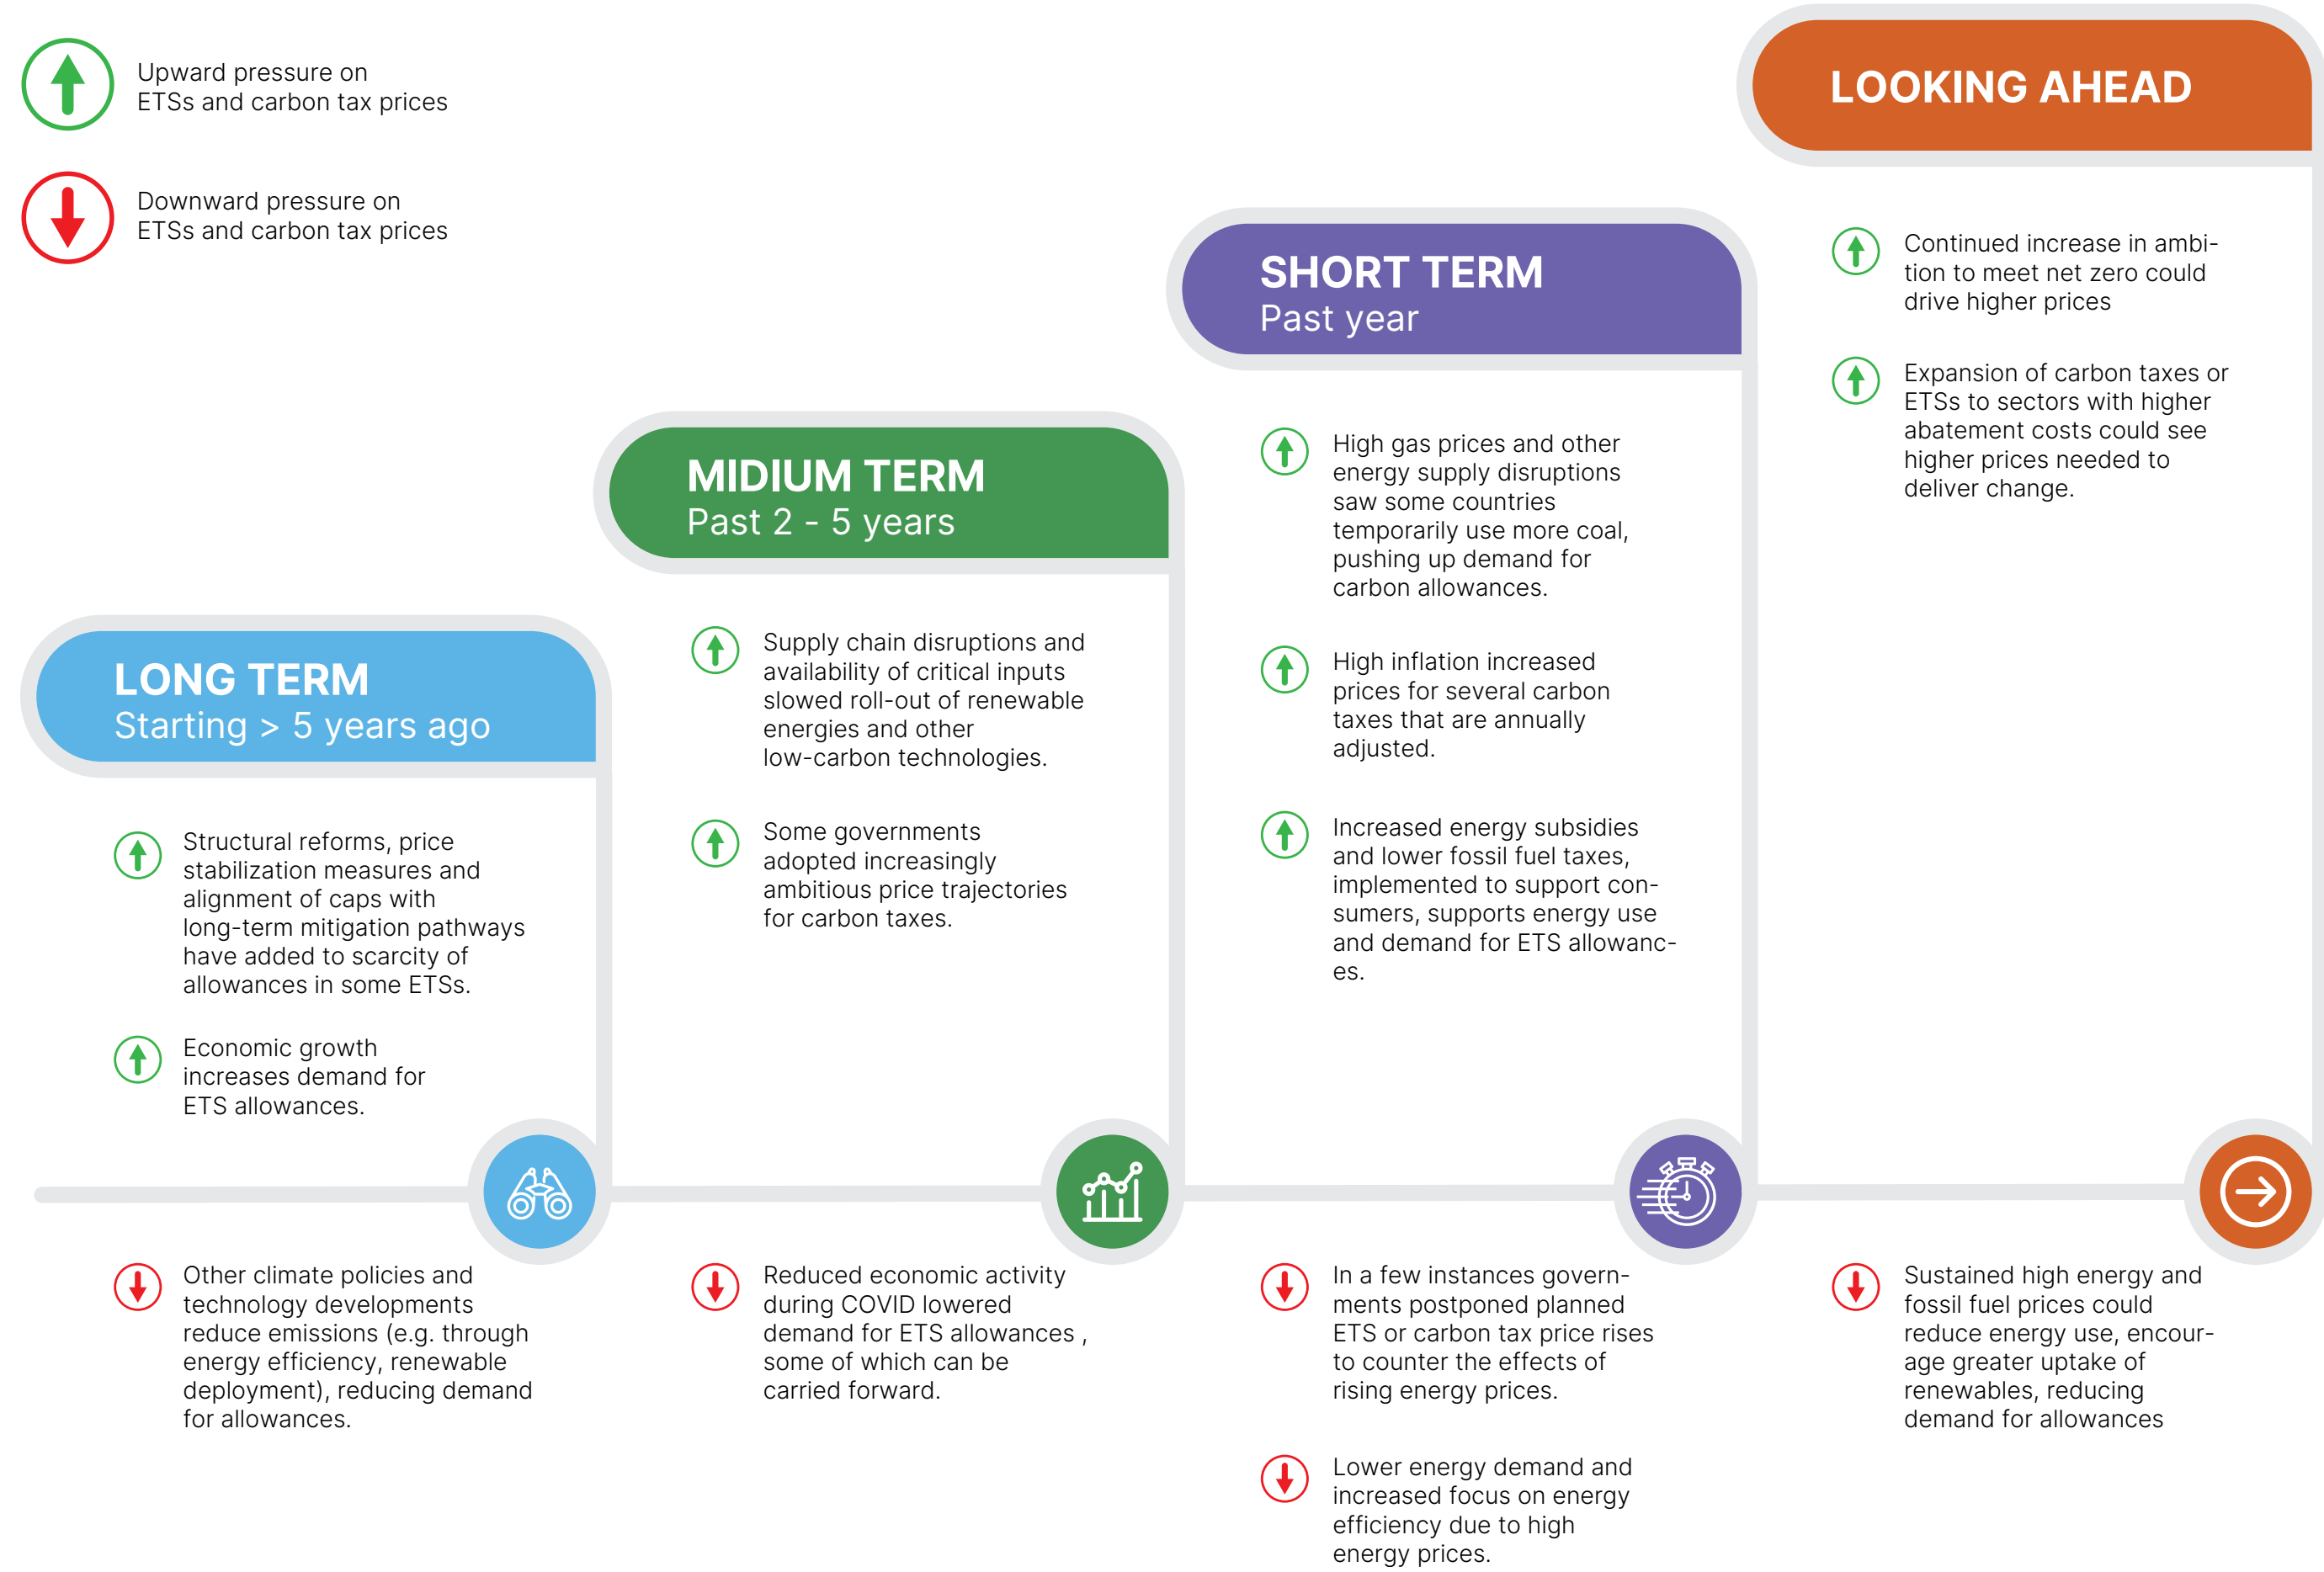 Upward pressure on
ETSs and carbon tax prices
Downward pressure on
ETSs and carbon tax prices
LONG TERM
Starting > 5 years ago
Structural reforms, price
stabilization measures and
alignment of caps with
long-term mitigation pathways
have added to scarcity of
allowances in some ETSs.
Economic growth
increases demand for
ETS allowances.
Other climate policies and
technology developments
reduce emissions (e.g. through
energy efficiency, renewable
deployment), reducing demand
for allowances.
MIDIUM TERM
Past 2 - 5 years
Supply chain disruptions and
availability of critical inputs
slowed roll-out of renewable
energies and other
low-carbon technologies.
Some governments
adopted increasingly
ambitious price trajectories
for carbon taxes.
Reduced economic activity
during COVID lowered
demand for ETS allowances ,
some of which can be
carried forward.
SHORT TERM
Past year
High gas prices and other
energy supply disruptions
saw some countries
temporarily use more coal,
pushing up demand for
carbon allowances.
High inflation increased
prices for several carbon
taxes that are annually
adjusted.
Increased energy subsidies
and lower fossil fuel taxes,
implemented to support con-
sumers, supports energy use
and demand for ETS allowanc-
es.
In a few instances govern-
ments postponed planned
ETS or carbon tax price rises
to counter the effects of
rising energy prices.
Lower energy demand and
increased focus on energy
efficiency due to high
energy prices.
LOOKING AHEAD
Continued increase in ambi-
tion to meet net zero could
drive higher prices
Expansion of carbon taxes or
ETSs to sectors with higher
abatement costs could see
higher prices needed to
deliver change.
Sustained high energy and
fossil fuel prices could
reduce energy use, encour-
age greater uptake of
renewables, reducing
demand for allowances